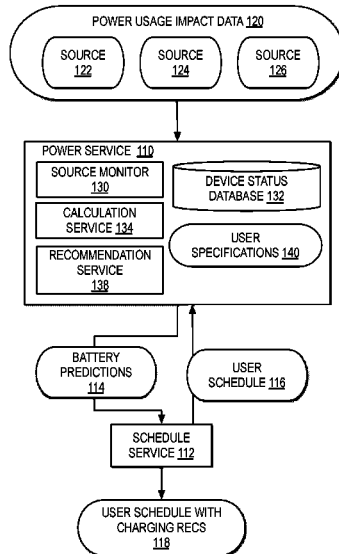 POWER USAGE IMPACT DATA 120
SOURCE
122
SOURCE
124
SOURCE
126
POWER SERVICE 110
SOURCE MONITOR
130
CALCULATION
SERVICE 134
RECOMMENDATION
SERVICE
138
DEVICE STATUS
DATABASE 132
USER
SPECIFICATIONS 140
BATTERY
PREDICTIONS
114
USER
SCHEDULE 116
SCHEDULE
SERVICE 112
USER SCHEDULE WITH
CHARGING RECS
118